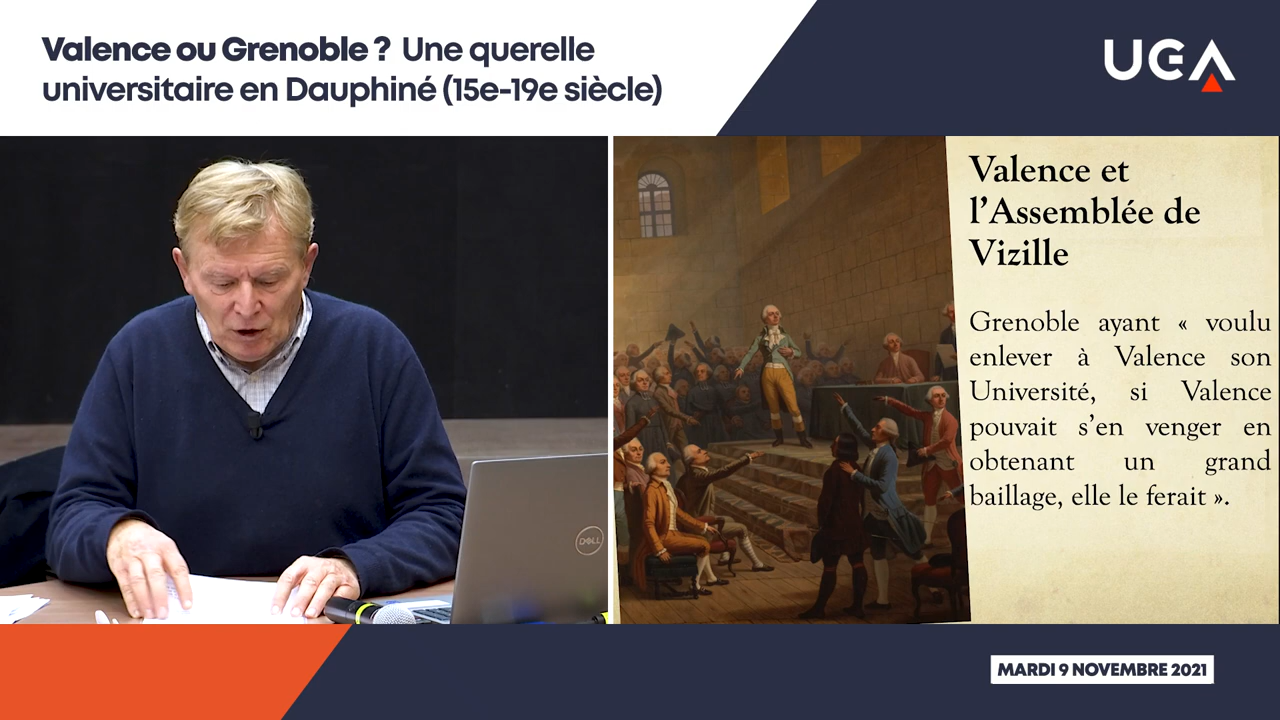 Valence ou Grenoble ? Une querelle
universitaire en Dauphiné (15e-19e siècle)
UGA
Valence et
l’Assemblée de
Vizille
Grenoble ayant « voulu
enlever à Valence son
Université, si Valence
pouvait s’en venger en
obtenant un grand
baillage, elle le ferait ».
DELL
MARDI 9 NOVEMBRE 2021